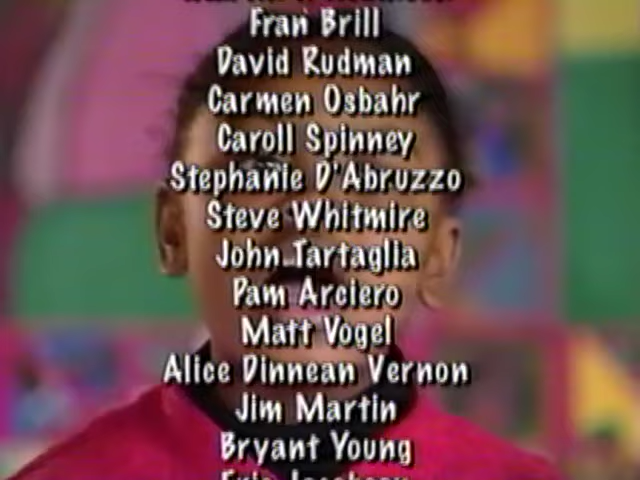 Fran Brill
David Rudman
Carmen Osbahr
Caroll Spinney
Stephanie D'Abruzzo
Steve Whitmire
John Tartaglia
Pam Arciero
Matt Vogel
Alice Dinnean Vernon
Jim Martin
Bryant Young